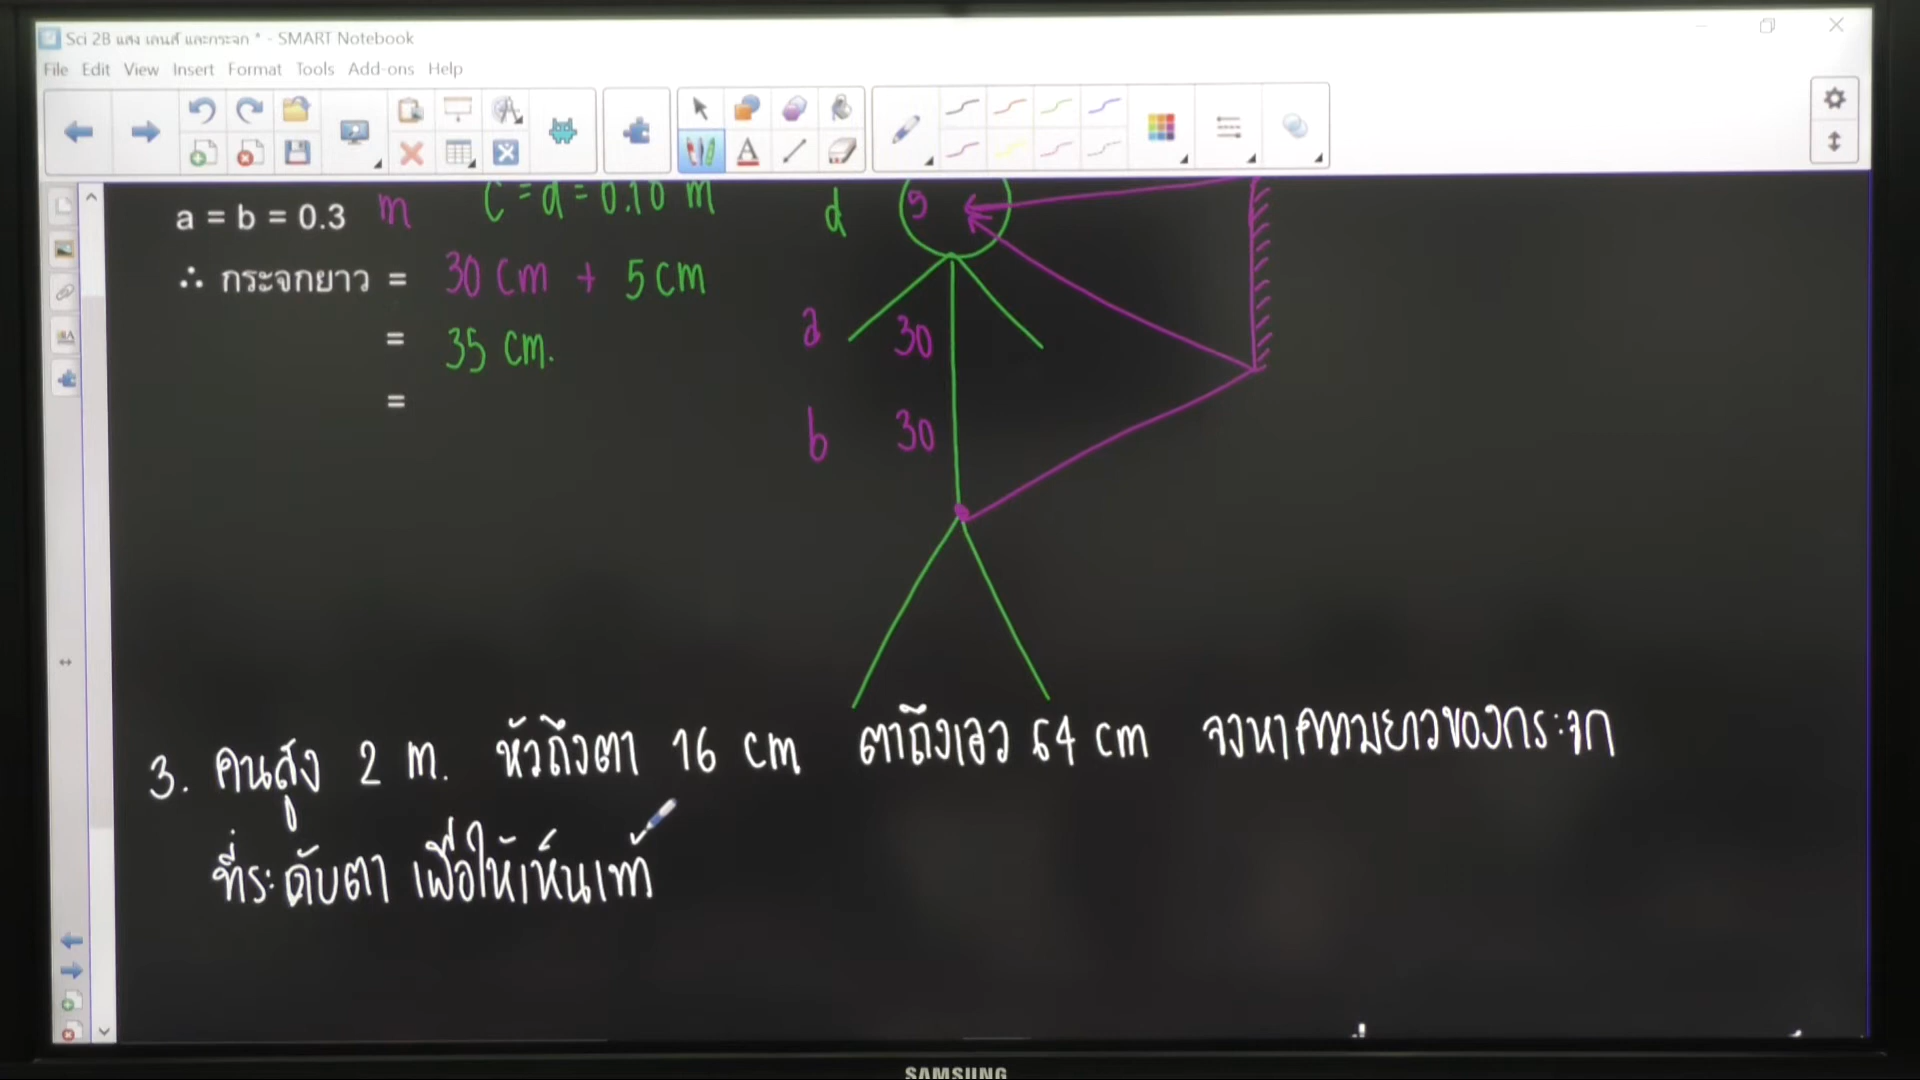 Sci 2B แสง เลนส์ และกระจก * - SMART Notebook
File Edit View Insert Format Tools Add-ons Help
a = b = 0.3 m c = d = 0.10 m
d 5
∴ กระจกยาว = 30 cm + 5 cm
= 35 cm.
a 30
=
b 30
3. คนสูง 2 m. หัวถึงตา 16 cm ตาถึงเอว 64 cm จงหาความยาวของกระจก
ที่ระดับตา เพื่อให้เห็นเท้า
SAMSUNG